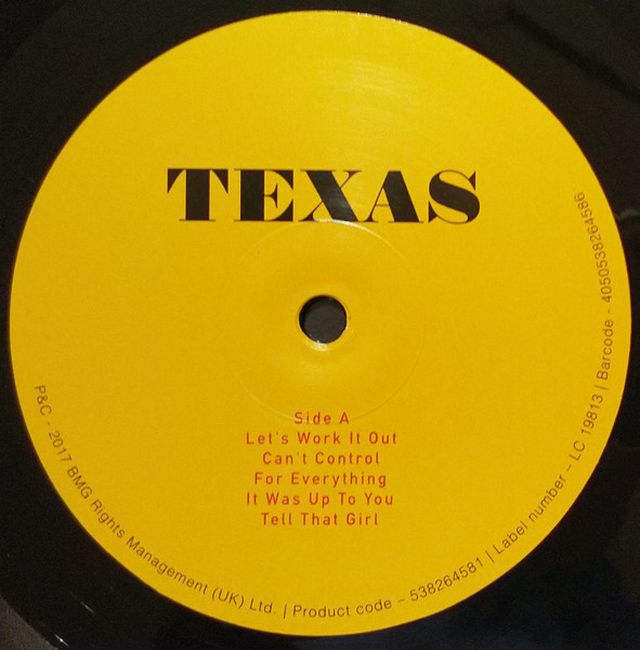 TEXAS
Side A
Let's Work It Out
Can't Control
For Everything
It Was Up To You
Tell That Girl
P&C - 2017 BMG Rights Management (UK) Ltd. | Product code – 538264581 | Label number – LC 19813 | Barcode - 4050538264586